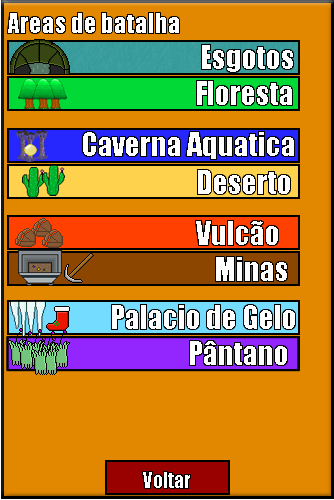 Areas de batalha
Esgotos
Floresta
Caverna Aquatica
Deserto
Vulcão
Minas
Palacio de Gelo
Pântano
Voltar